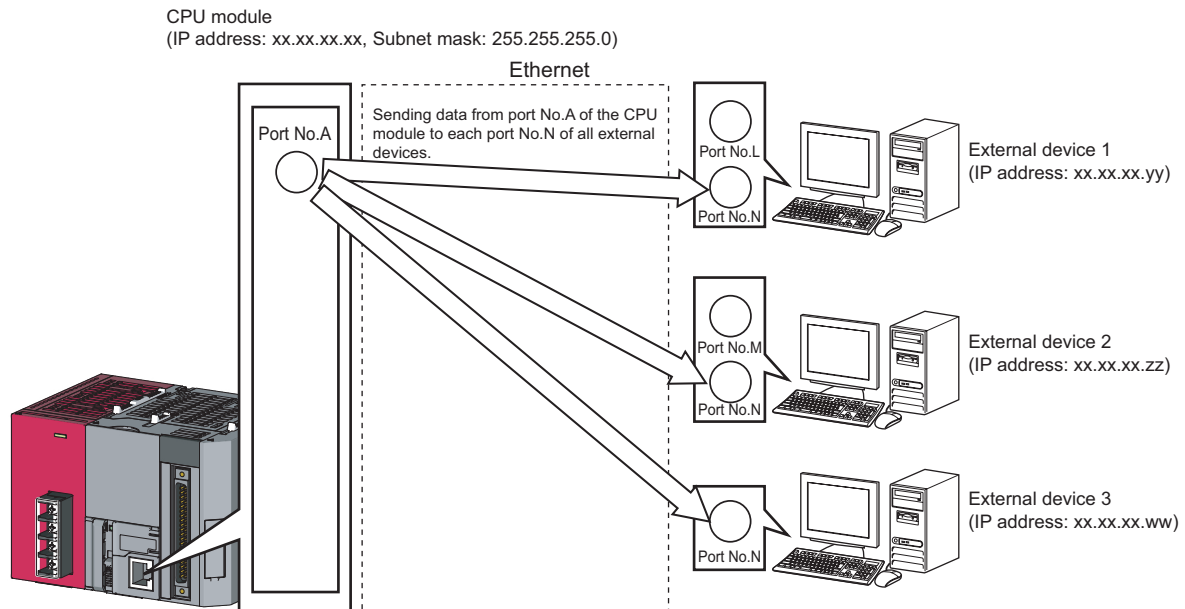 CPU module
(IP address: xx.xx.xx.xx, Subnet mask: 255.255.255.0)
Ethernet
Port No.A
Sending data from port No.A of the CPU
module to each port No.N of all external
devices.
Port No.L
Port No.N
External device 1
(IP address: xx.xx.xx.yy)
Port No.M
Port No.N
External device 2
(IP address: xx.xx.xx.zz)
Port No.N
External device 3
(IP address: xx.xx.xx.ww)